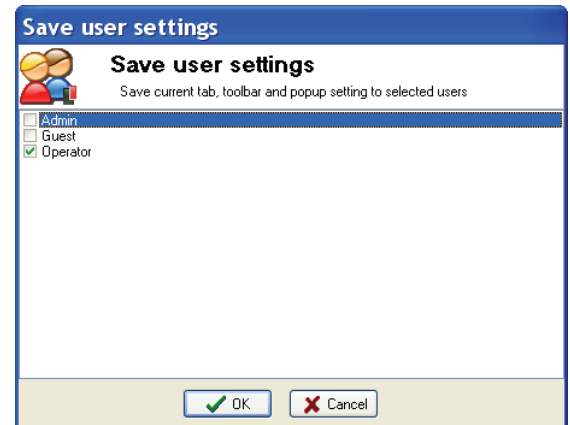 Save user settings
Save user settings
Save current tab, toolbar and popup setting to selected users
Admin
Guest
Operator
OK
Cancel